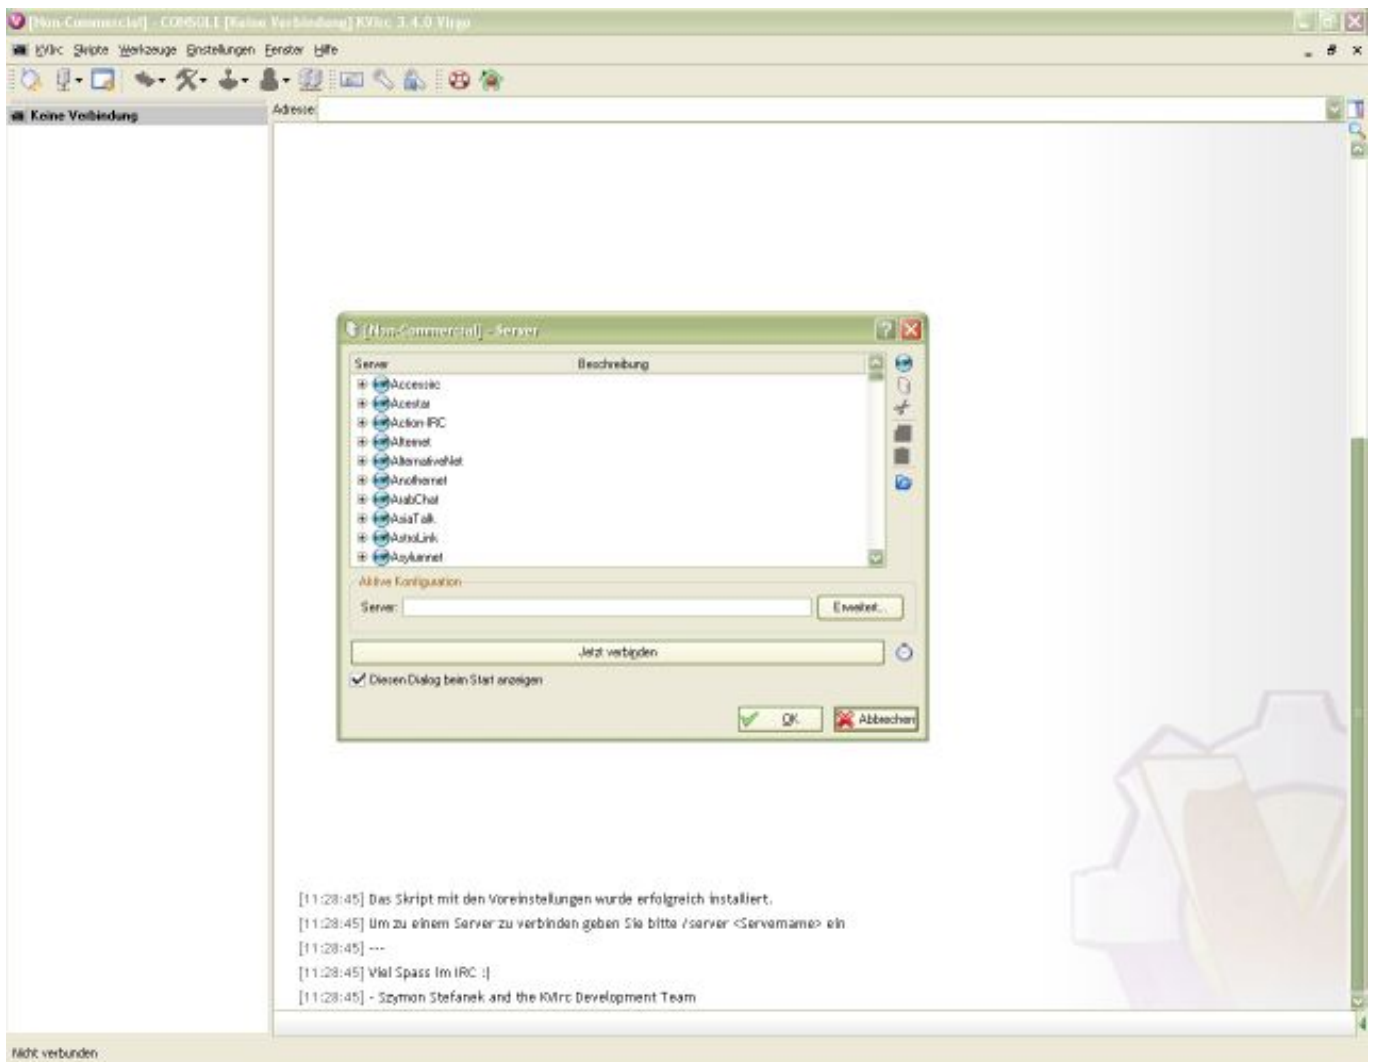 [Non-Commercial] - CONSOLE [Keine Verbindung] KVIrc 3.4.0 Virgo
KVIrc Skripte Werkzeuge Einstellungen Fenster Hilfe
Keine Verbindung
Adresse
[Non-Commercial] - Server
Server Beschreibung
Accessirc
Acestar
Action-IRC
Alternet
AlternativeNet
Anothernet
ArabChat
AsiaTalk
AstroLink
Asylumnet
Aktive Konfiguration
Server: Erweitert...
Jetzt verbinden
Diesen Dialog beim Start anzeigen
OK Abbrechen
[11:28:45] Das Skript mit den Voreinstellungen wurde erfolgreich installiert.
[11:28:45] Um zu einem Server zu verbinden geben Sie bitte /server <Servername> ein
[11:28:45] ---
[11:28:45] Viel Spass im IRC :)
[11:28:45] - Szymon Stefanek and the KVIrc Development Team
Nicht verbunden